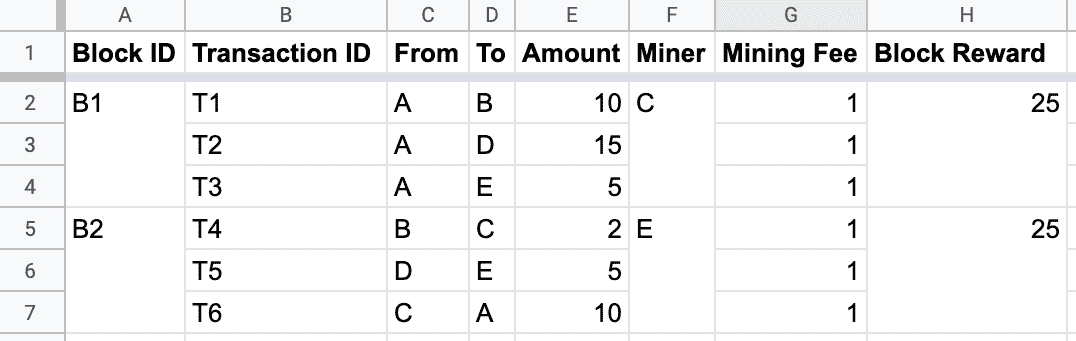 A B C D E F G H
1 Block ID Transaction ID From To Amount Miner Mining Fee Block Reward
2 B1 T1 A B 10 C 1 25
3 T2 A D 15 1
4 T3 A E 5 1
5 B2 T4 B C 2 E 1 25
6 T5 D E 5 1
7 T6 C A 10 1